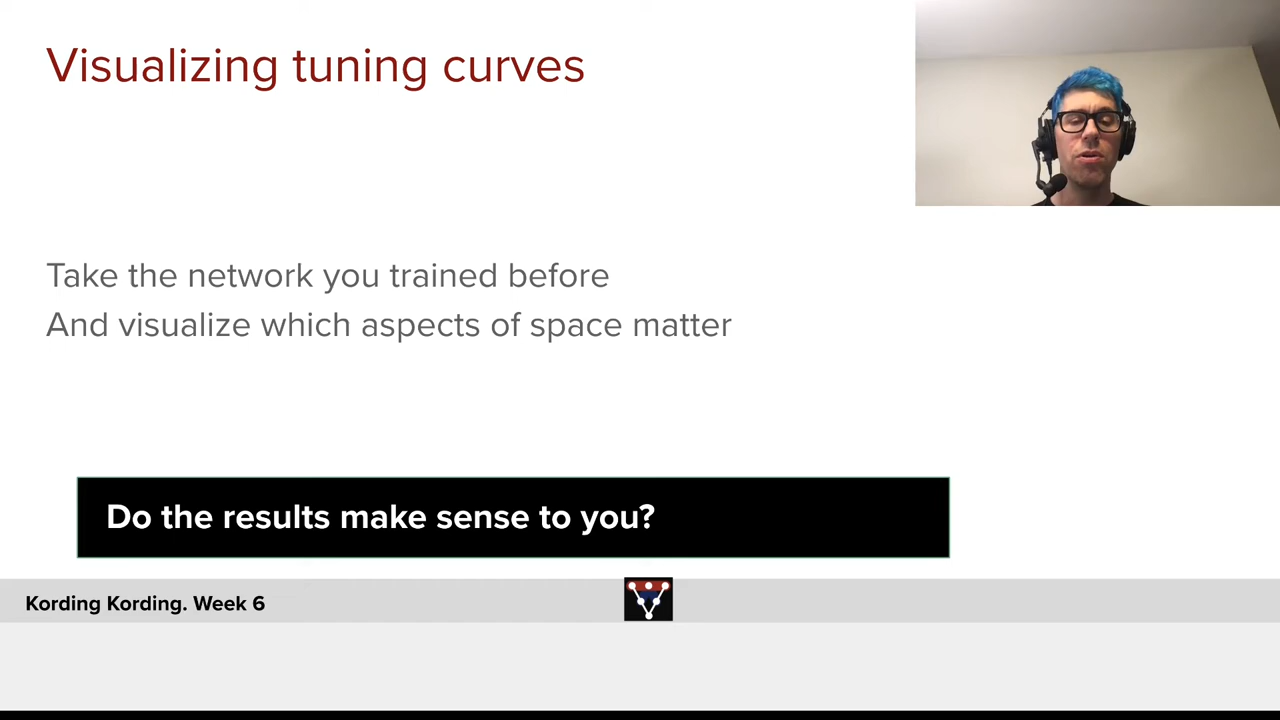 Visualizing tuning curves
Take the network you trained before
And visualize which aspects of space matter
Do the results make sense to you?
Kording Kording. Week 6